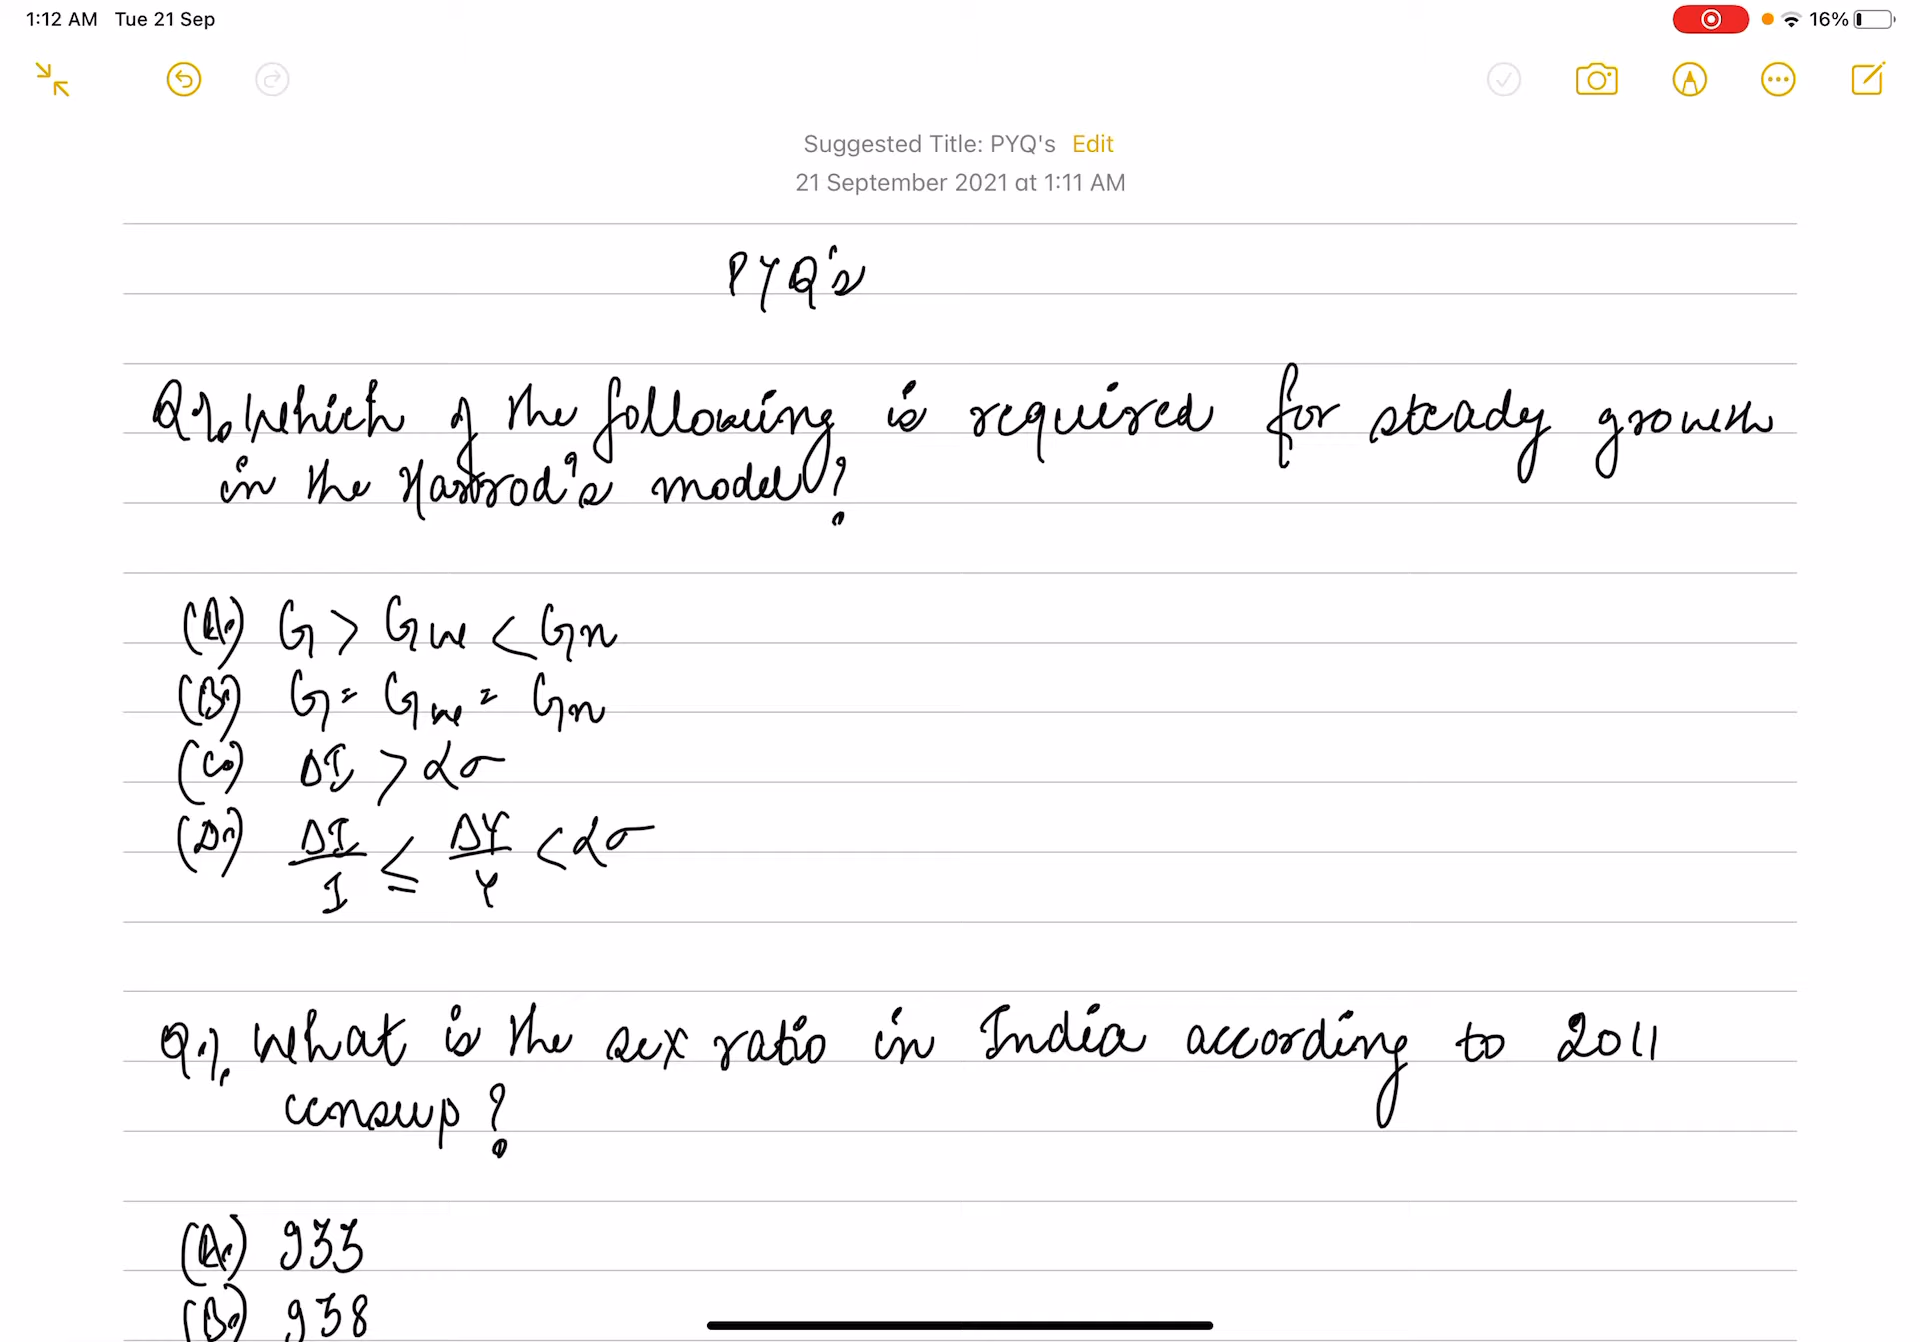 1:12 AM Tue 21 Sep 16%
Suggested Title: PYQ's Edit
21 September 2021 at 1:11 AM
PYQ's
Q1. Which of the following is required for steady growth
in the Harrod's model?
(A.) G > Gw < Gn
(B.) G = Gw = Gn
(C.) ΔI > ασ
(D.) ΔI/I ≤ ΔY/Y < ασ
Q.1. What is the sex ratio in India according to 2011
census?
(A.) 933
(B.) 938